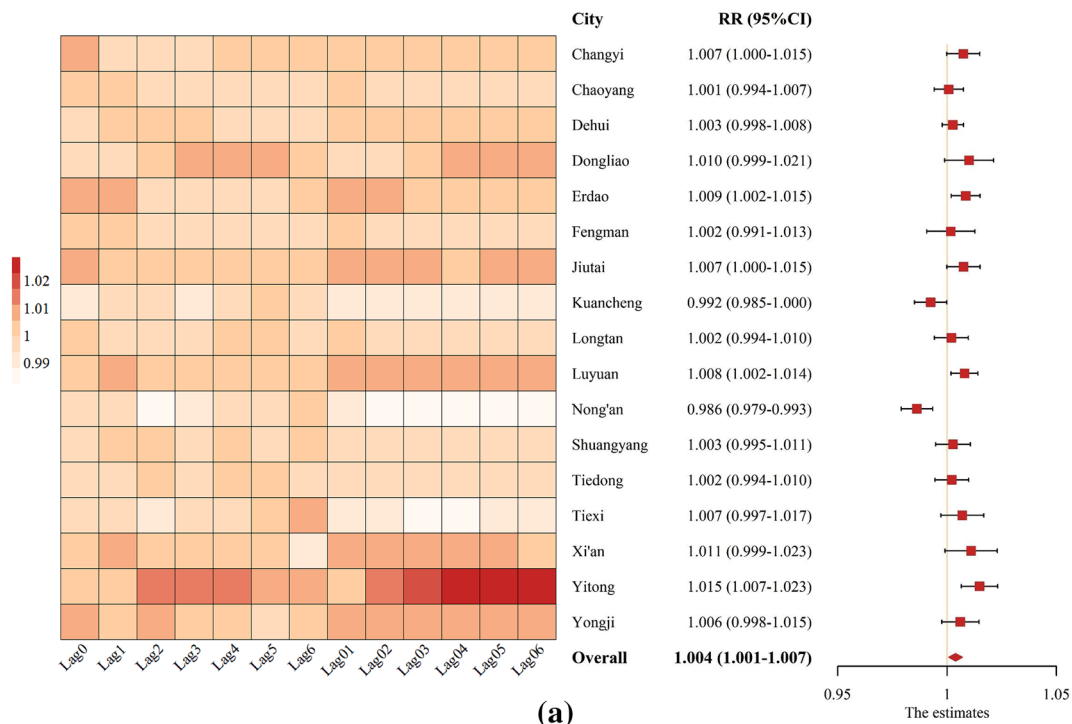 City RR (95%CI)
Changyi 1.007 (1.000-1.015)
Chaoyang 1.001 (0.994-1.007)
Dehui 1.003 (0.998-1.008)
Dongliao 1.010 (0.999-1.021)
Erdao 1.009 (1.002-1.015)
Fengman 1.002 (0.991-1.013)
Jiutai 1.007 (1.000-1.015)
Kuancheng 0.992 (0.985-1.000)
Longtan 1.002 (0.994-1.010)
Luyuan 1.008 (1.002-1.014)
Nong'an 0.986 (0.979-0.993)
Shuangyang 1.003 (0.995-1.011)
Tiedong 1.002 (0.994-1.010)
Tiexi 1.007 (0.997-1.017)
Xi'an 1.011 (0.999-1.023)
Yitong 1.015 (1.007-1.023)
Yongji 1.006 (0.998-1.015)
Overall 1.004 (1.001-1.007)
1.02
1.01
1
0.99
Lag0 Lag1 Lag2 Lag3 Lag4 Lag5 Lag6 Lag01 Lag02 Lag03 Lag04 Lag05 Lag06
0.95 1 1.05
The estimates
(a)